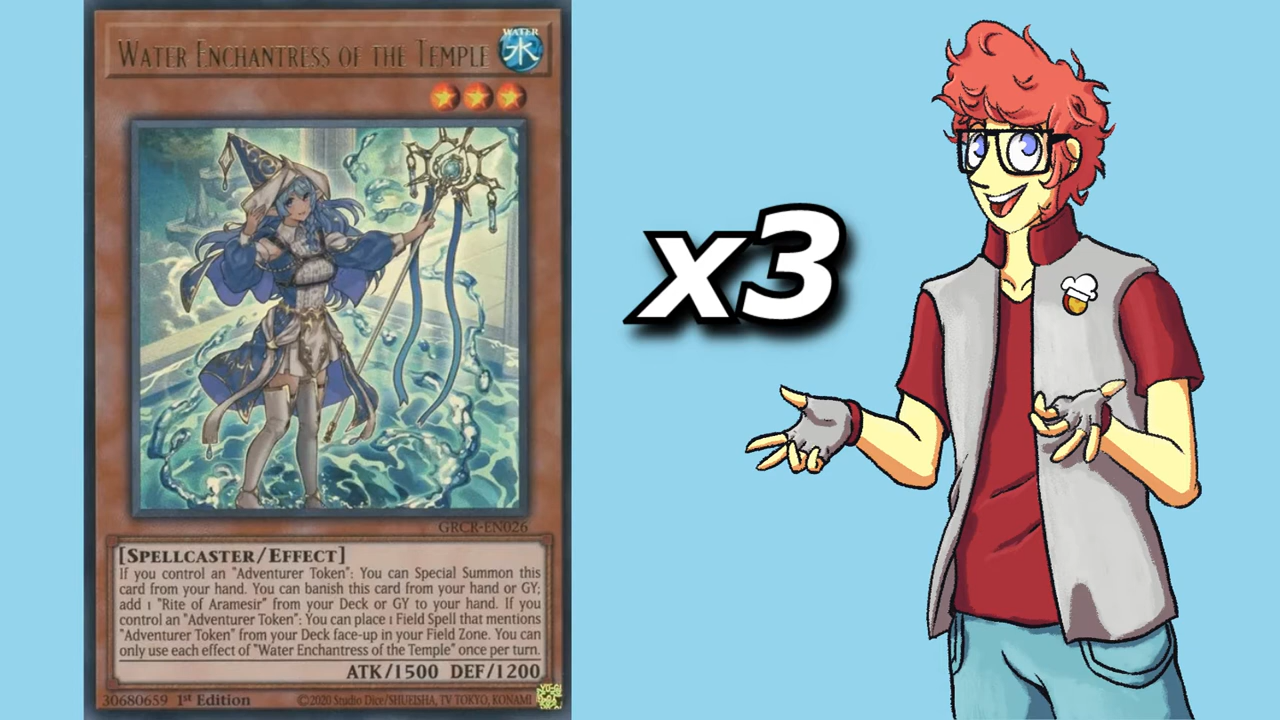 WATER ENCHANTRESS OF THE TEMPLE
WATER
水
GRCR-EN026
[SPELLCASTER/EFFECT]
If you control an "Adventurer Token": You can Special Summon this
card from your hand. You can banish this card from your hand or GY;
add 1 "Rite of Aramesir" from your Deck or GY to your hand. If you
control an "Adventurer Token": You can place 1 Field Spell that mentions
"Adventurer Token" from your Deck face-up in your Field Zone. You can
only use each effect of "Water Enchantress of the Temple" once per turn.
ATK/1500 DEF/1200
30680659 1st Edition ©2020 Studio Dice/SHUEISHA, TV TOKYO, KONAMI
x3